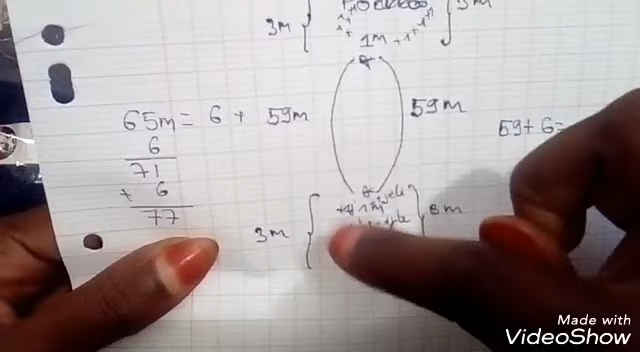 3m 3m
1m
65m = 6 + 59m 59m 59+6=
6
71
+ 6
77
3m 6m
Made with
VideoShow